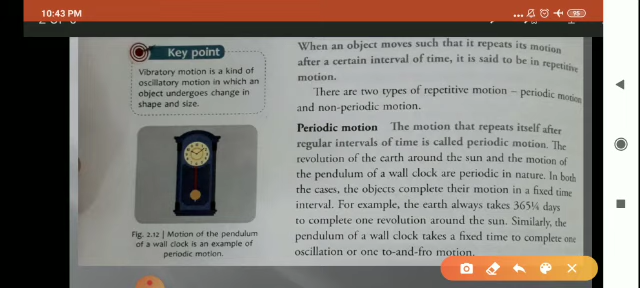 10:43 PM
95
Key point
Vibratory motion is a kind of
oscillatory motion in which an
object undergoes change in
shape and size.
Fig. 2.12 | Motion of the pendulum
of a wall clock is an example of
periodic motion.
When an object moves such that it repeats its motion
after a certain interval of time, it is said to be in repetitive
motion.
There are two types of repetitive motion – periodic motion
and non-periodic motion.
Periodic motion The motion that repeats itself after
regular intervals of time is called periodic motion. The
revolution of the earth around the sun and the motion of
the pendulum of a wall clock are periodic in nature. In both
the cases, the objects complete their motion in a fixed time
interval. For example, the earth always takes 365¼ days
to complete one revolution around the sun. Similarly, the
pendulum of a wall clock takes a fixed time to complete one
oscillation or one to-and-fro motion.